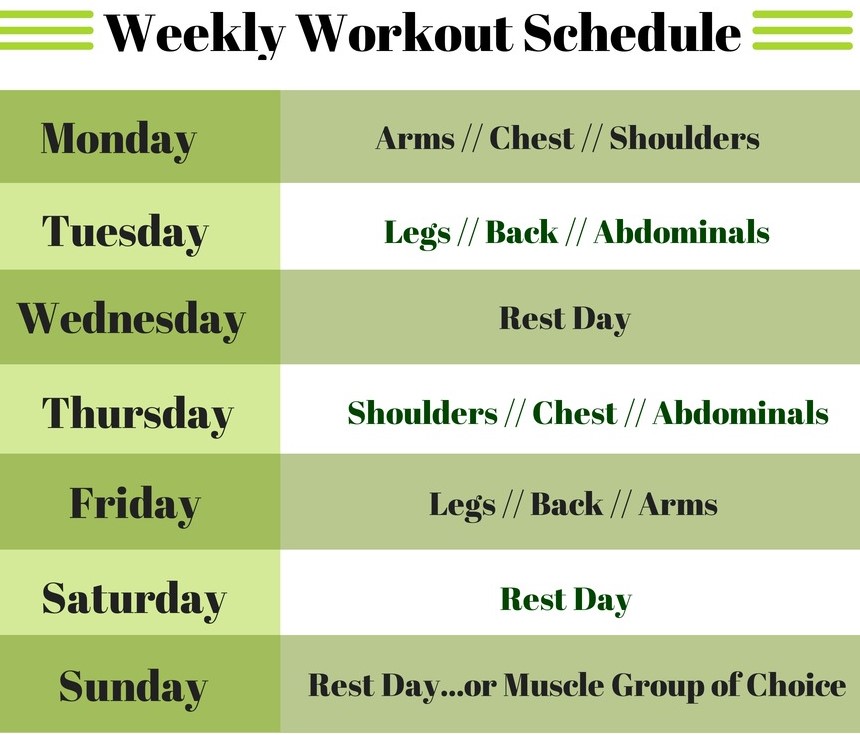 Weekly Workout Schedule
Monday
Arms // Chest // Shoulders
Tuesday
Legs // Back // Abdominals
Wednesday
Rest Day
Thursday
Shoulders // Chest // Abdominals
Friday
Legs // Back // Arms
Saturday
Rest Day
Sunday
Rest Day...or Muscle Group of Choice